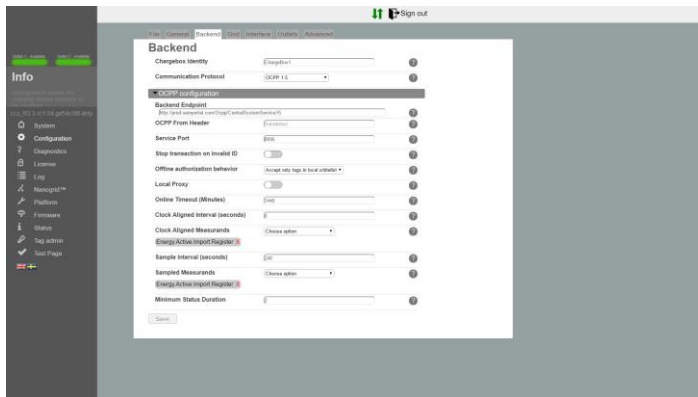 Sign out
File General Backend Grid Interface Outlets Advanced
Backend
Info
Chargebox Identity ChargeBox1
Communication Protocol OCPP 1.5
OCPP configuration
Backend Endpoint
OCPP From Header
Service Port
Stop transaction on invalid ID
Offline authorization behavior Accept only tags in local whitelist
Local Proxy
Online Timeout (Minutes)
Clock Aligned Interval (seconds)
Clock Aligned Measurands Choose option
Energy Active Import Register X
Sample Interval (seconds)
Sampled Measurands Choose option
Energy Active Import Register X
Minimum Status Duration
Save
System
Configuration
Diagnostics
License
Log
Nanogrid™
Platform
Firmware
Status
Tag admin
Test Page